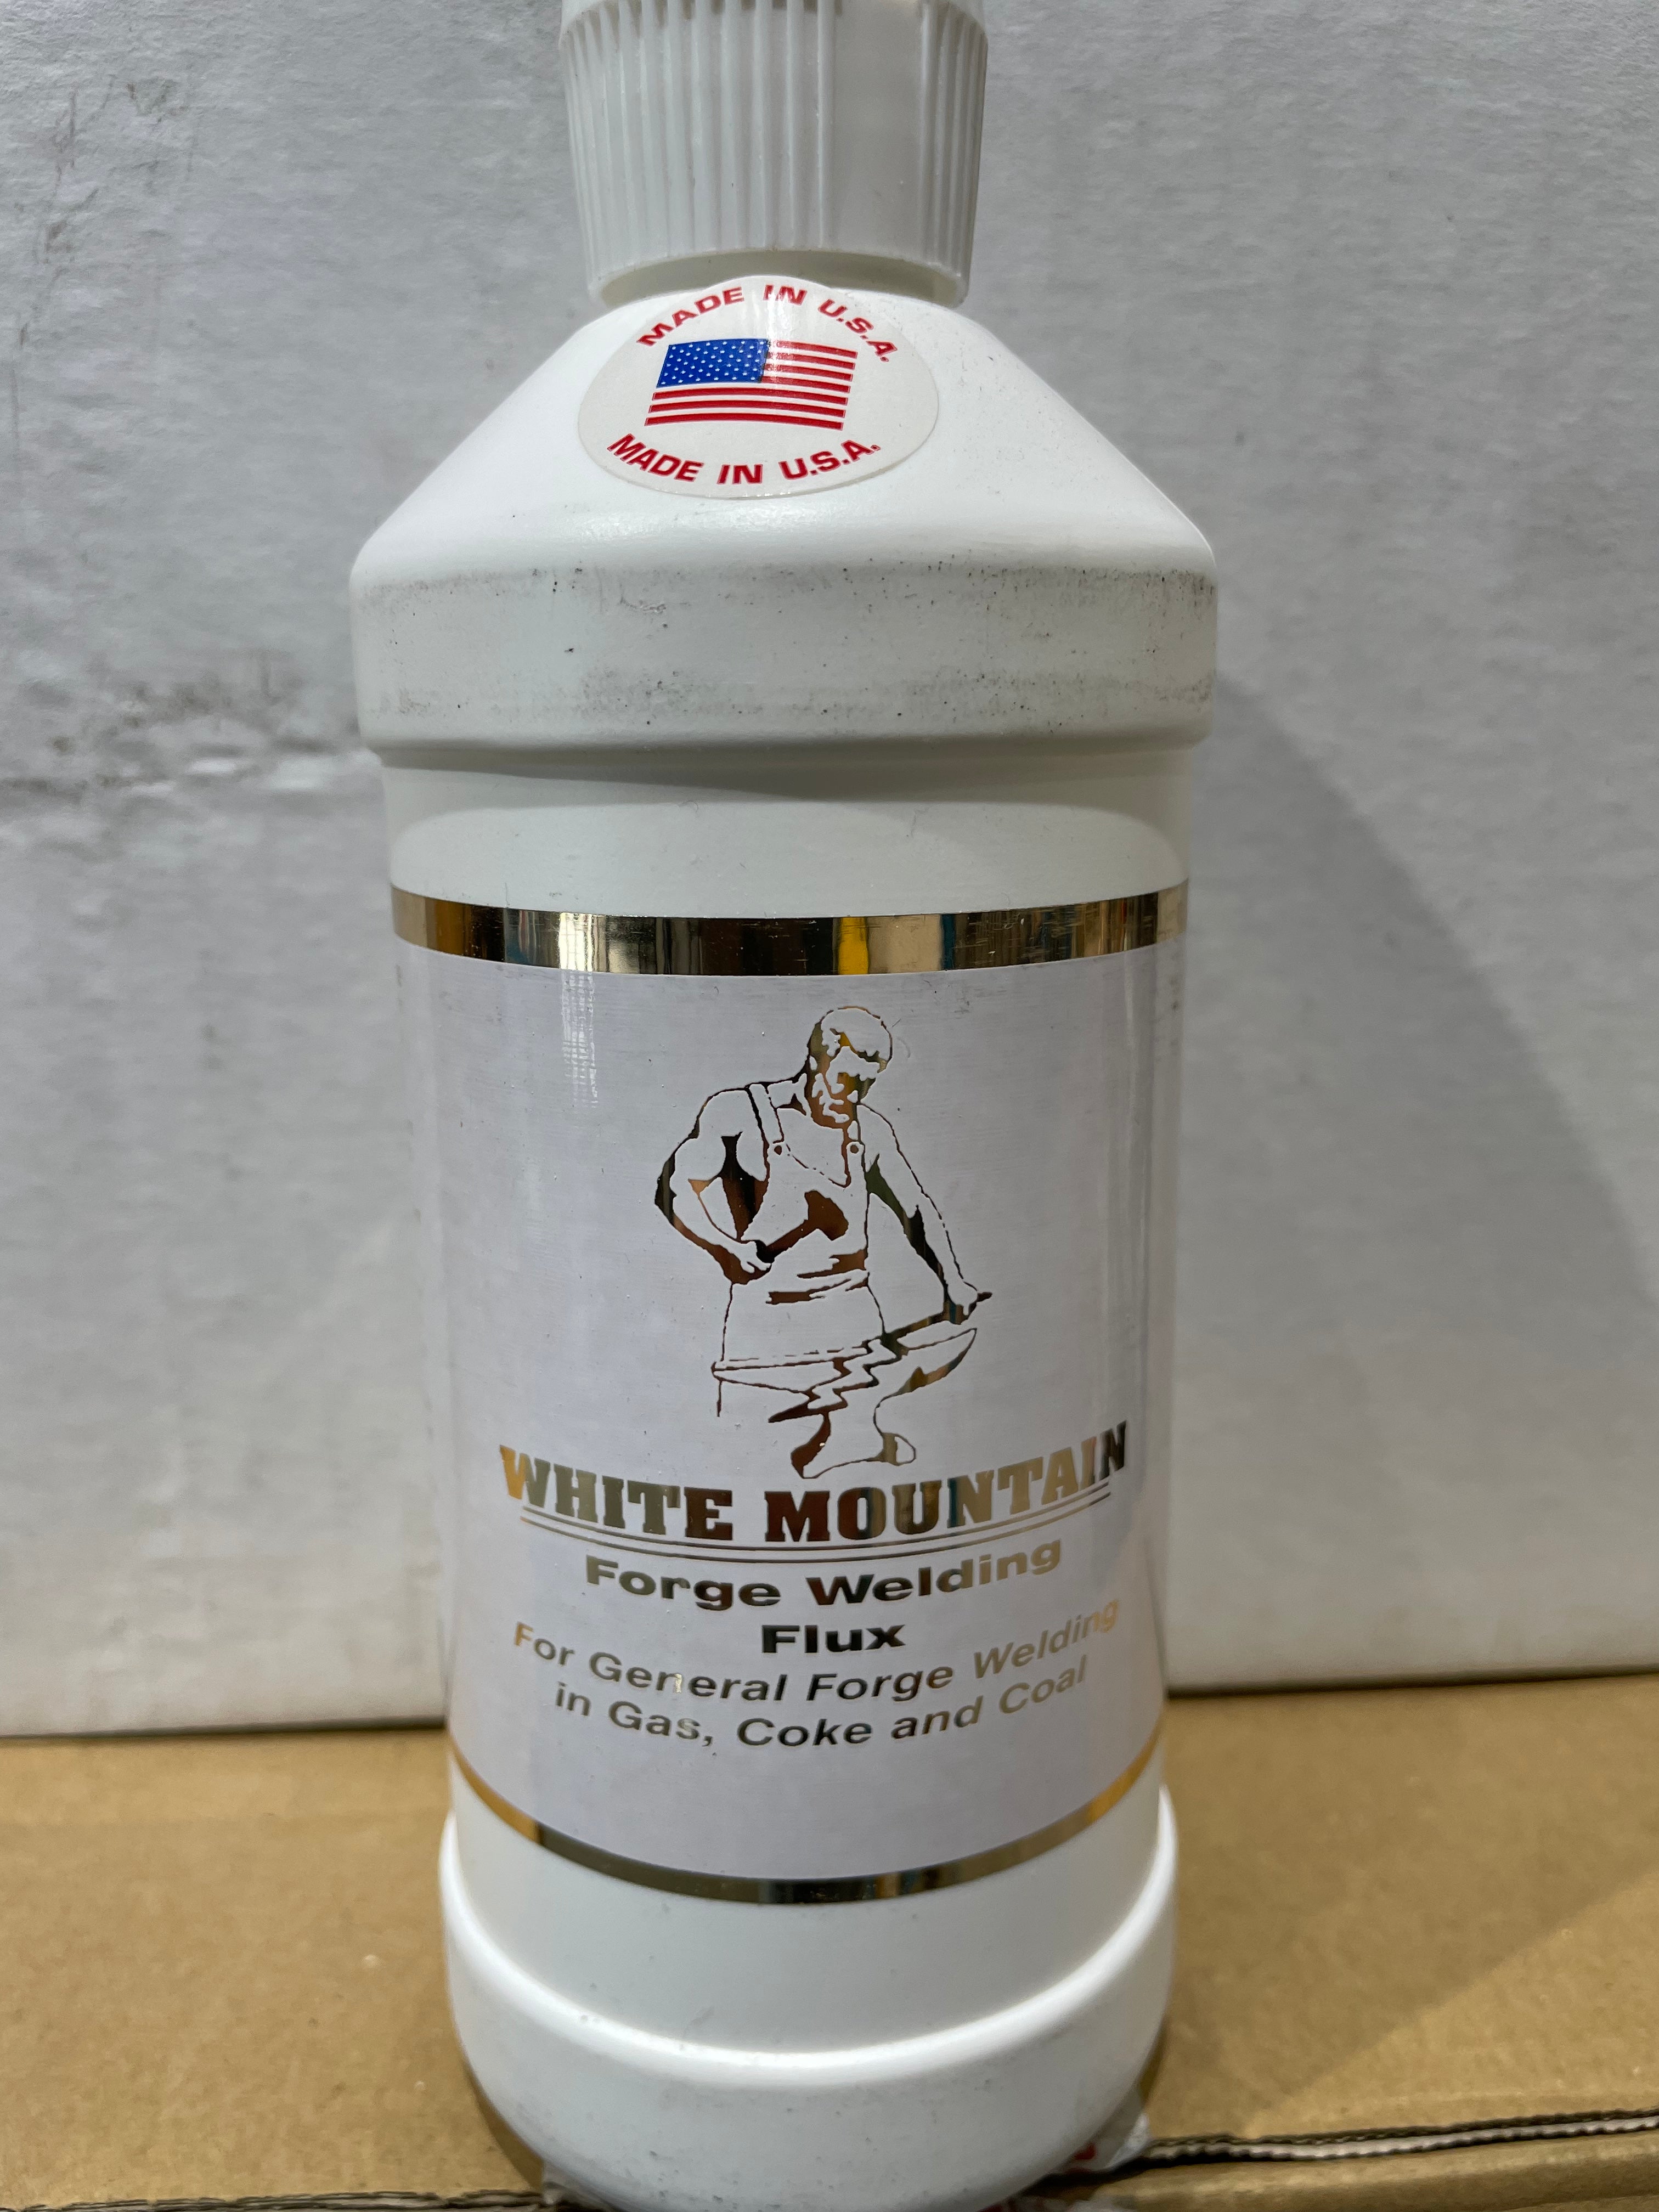 MADE IN U.S.A.
MADE IN U.S.A.
WHITE MOUNTAIN
Forge Welding
Flux
For General Forge Welding
in Gas, Coke and Coal